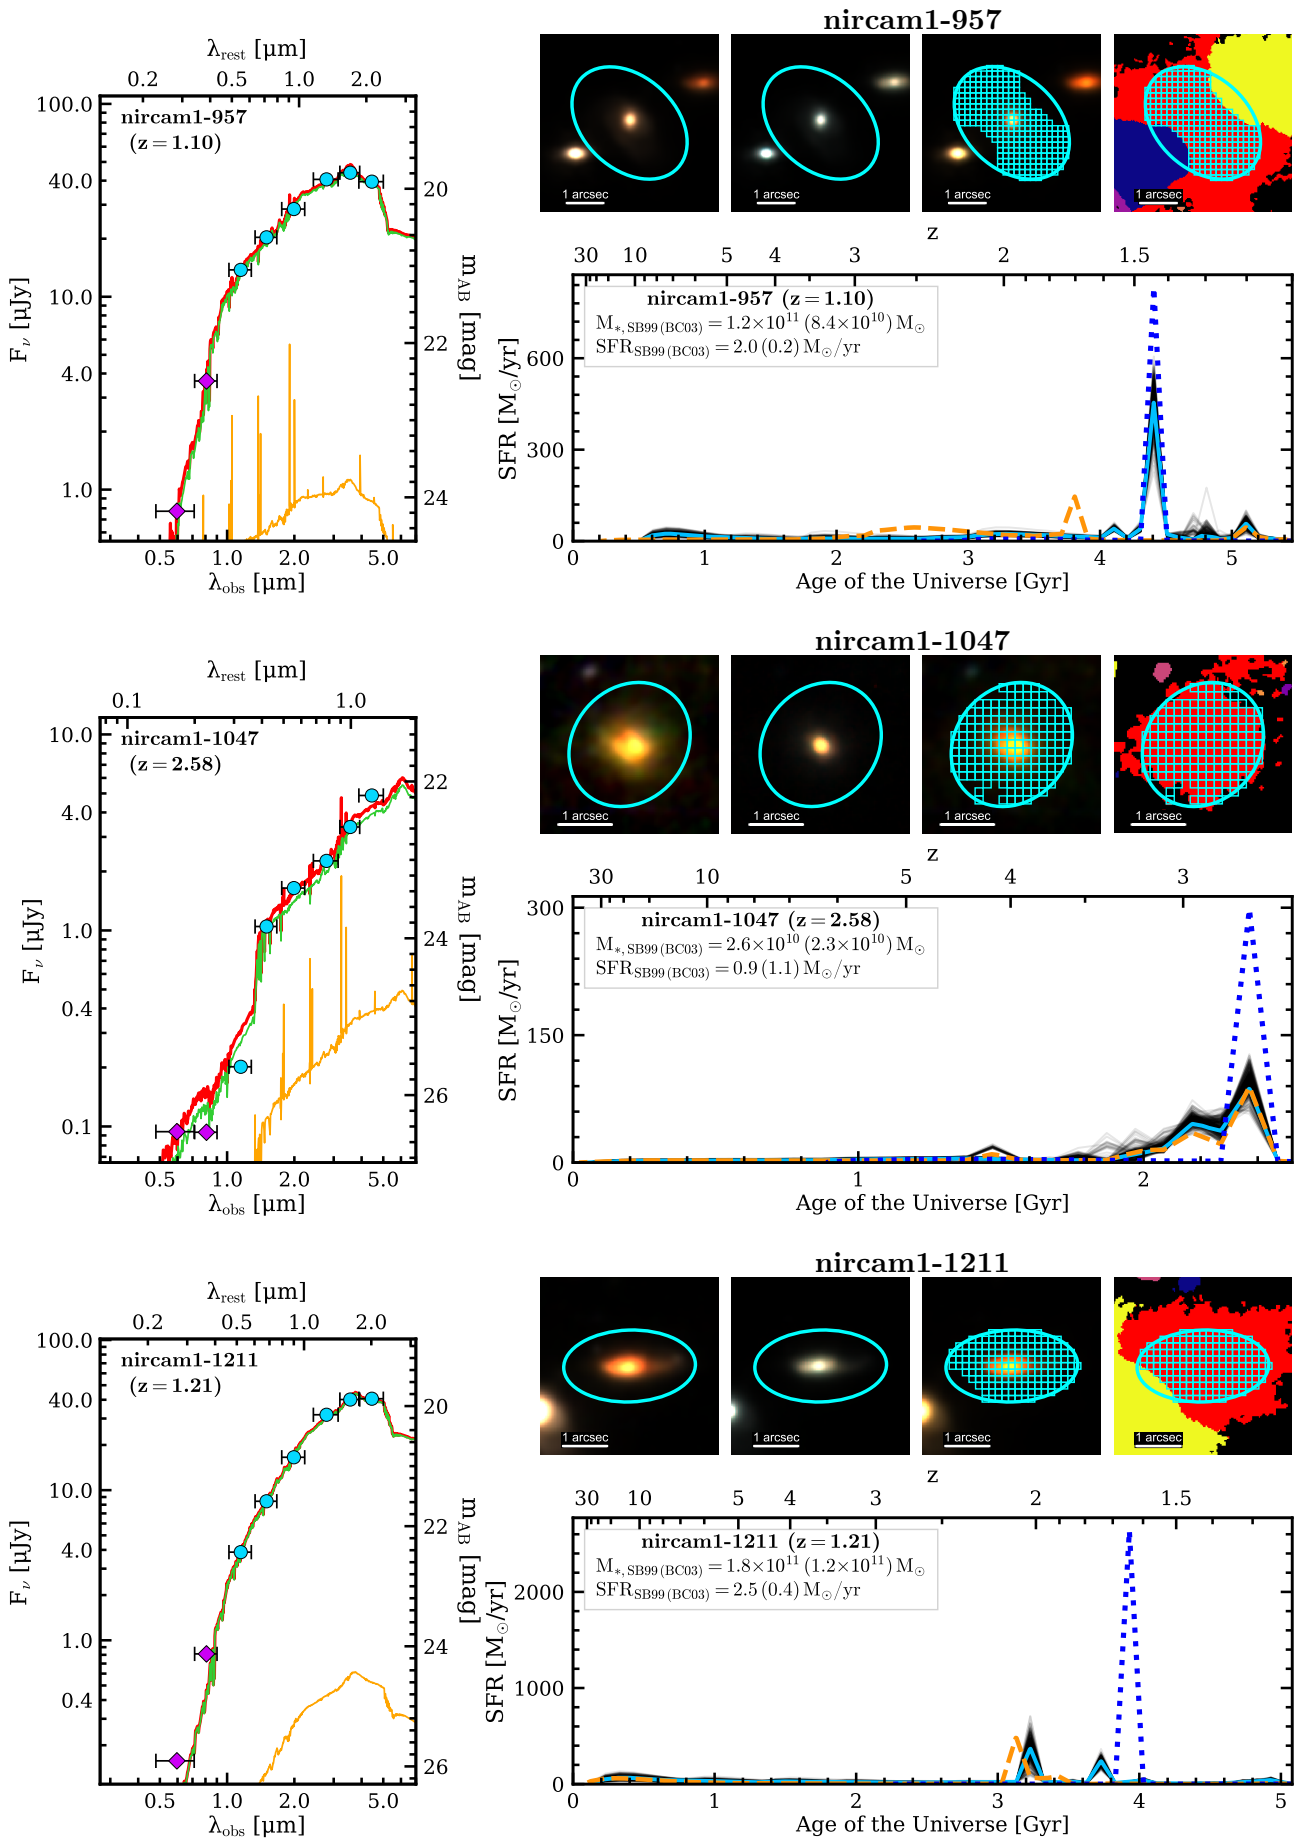 nircam1-957
λrest [μm]
0.2 0.5 1.0 2.0
100.0
40.0
10.0
4.0
1.0
Fν [μJy]
nircam1-957
(z = 1.10)
20
22
24
mAB [mag]
0.5 1.0 2.0 5.0
λobs [μm]
1 arcsec
1 arcsec
1 arcsec
1 arcsec
z
30 10 5 4 3 2 1.5
nircam1-957 (z = 1.10)
M*,SB99 (BC03) = 1.2×10^11 (8.4×10^10) M⊙
SFRSB99 (BC03) = 2.0 (0.2) M⊙/yr
SFR [M⊙/yr]
600
300
0
0 1 2 3 4 5
Age of the Universe [Gyr]
nircam1-1047
λrest [μm]
0.1 1.0
10.0
4.0
1.0
0.4
0.1
Fν [μJy]
nircam1-1047
(z = 2.58)
22
24
26
mAB [mag]
0.5 1.0 2.0 5.0
λobs [μm]
1 arcsec
1 arcsec
1 arcsec
1 arcsec
z
30 10 5 4 3
nircam1-1047 (z = 2.58)
M*,SB99 (BC03) = 2.6×10^10 (2.3×10^10) M⊙
SFRSB99 (BC03) = 0.9 (1.1) M⊙/yr
SFR [M⊙/yr]
300
150
0
0 1 2
Age of the Universe [Gyr]
nircam1-1211
λrest [μm]
0.2 0.5 1.0 2.0
100.0
40.0
10.0
4.0
1.0
0.4
Fν [μJy]
nircam1-1211
(z = 1.21)
20
22
24
26
mAB [mag]
0.5 1.0 2.0 5.0
λobs [μm]
1 arcsec
1 arcsec
1 arcsec
1 arcsec
z
30 10 5 4 3 2 1.5
nircam1-1211 (z = 1.21)
M*,SB99 (BC03) = 1.8×10^11 (1.2×10^11) M⊙
SFRSB99 (BC03) = 2.5 (0.4) M⊙/yr
SFR [M⊙/yr]
2000
1000
0
0 1 2 3 4 5
Age of the Universe [Gyr]